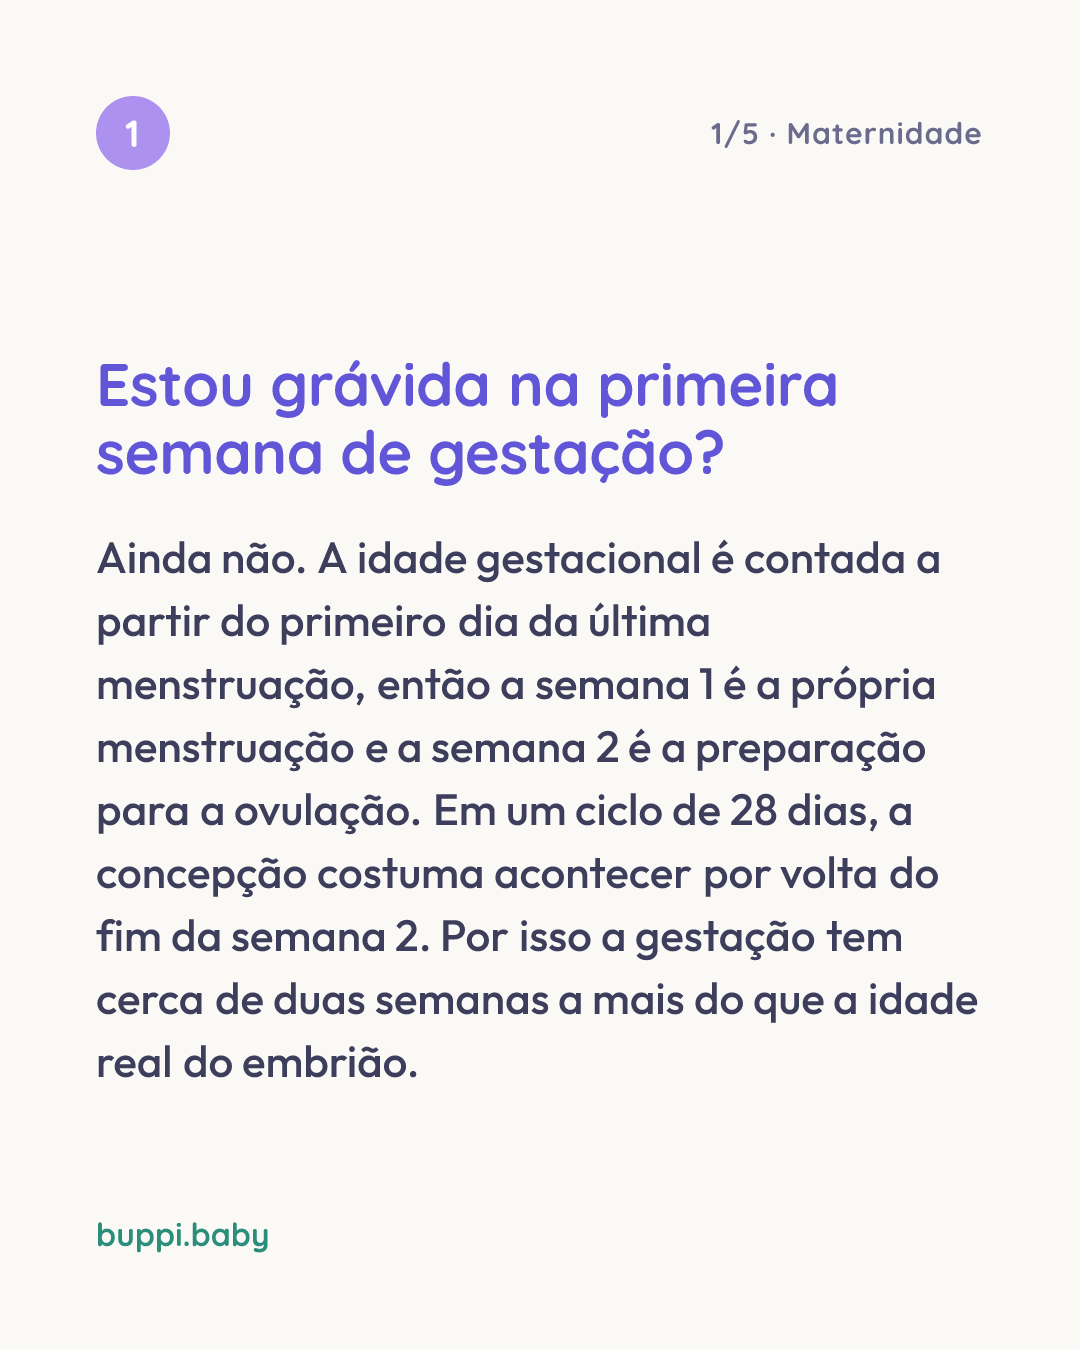 1
1/5 · Maternidade
Estou grávida na primeira
semana de gestação?
Ainda não. A idade gestacional é contada a
partir do primeiro dia da última
menstruação, então a semana 1 é a própria
menstruação e a semana 2 é a preparação
para a ovulação. Em um ciclo de 28 dias, a
concepção costuma acontecer por volta do
fim da semana 2. Por isso a gestação tem
cerca de duas semanas a mais do que a idade
real do embrião.
buppi.baby